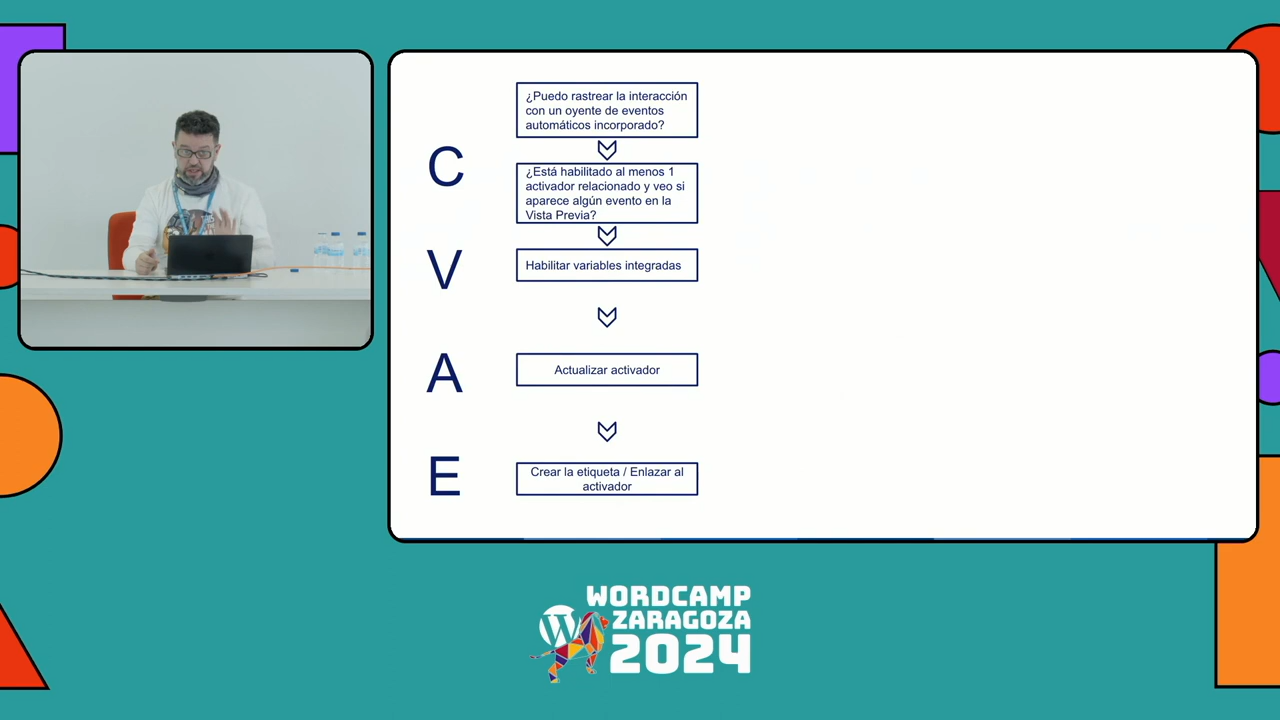 C
¿Puedo rastrear la interacción
con un oyente de eventos
automáticos incorporado?
¿Está habilitado al menos 1
activador relacionado y veo si
aparece algún evento en la
Vista Previa?
V
Habilitar variables integradas
A
Actualizar activador
E
Crear la etiqueta / Enlazar al
activador
WORDCAMP
ZARAGOZA
2024